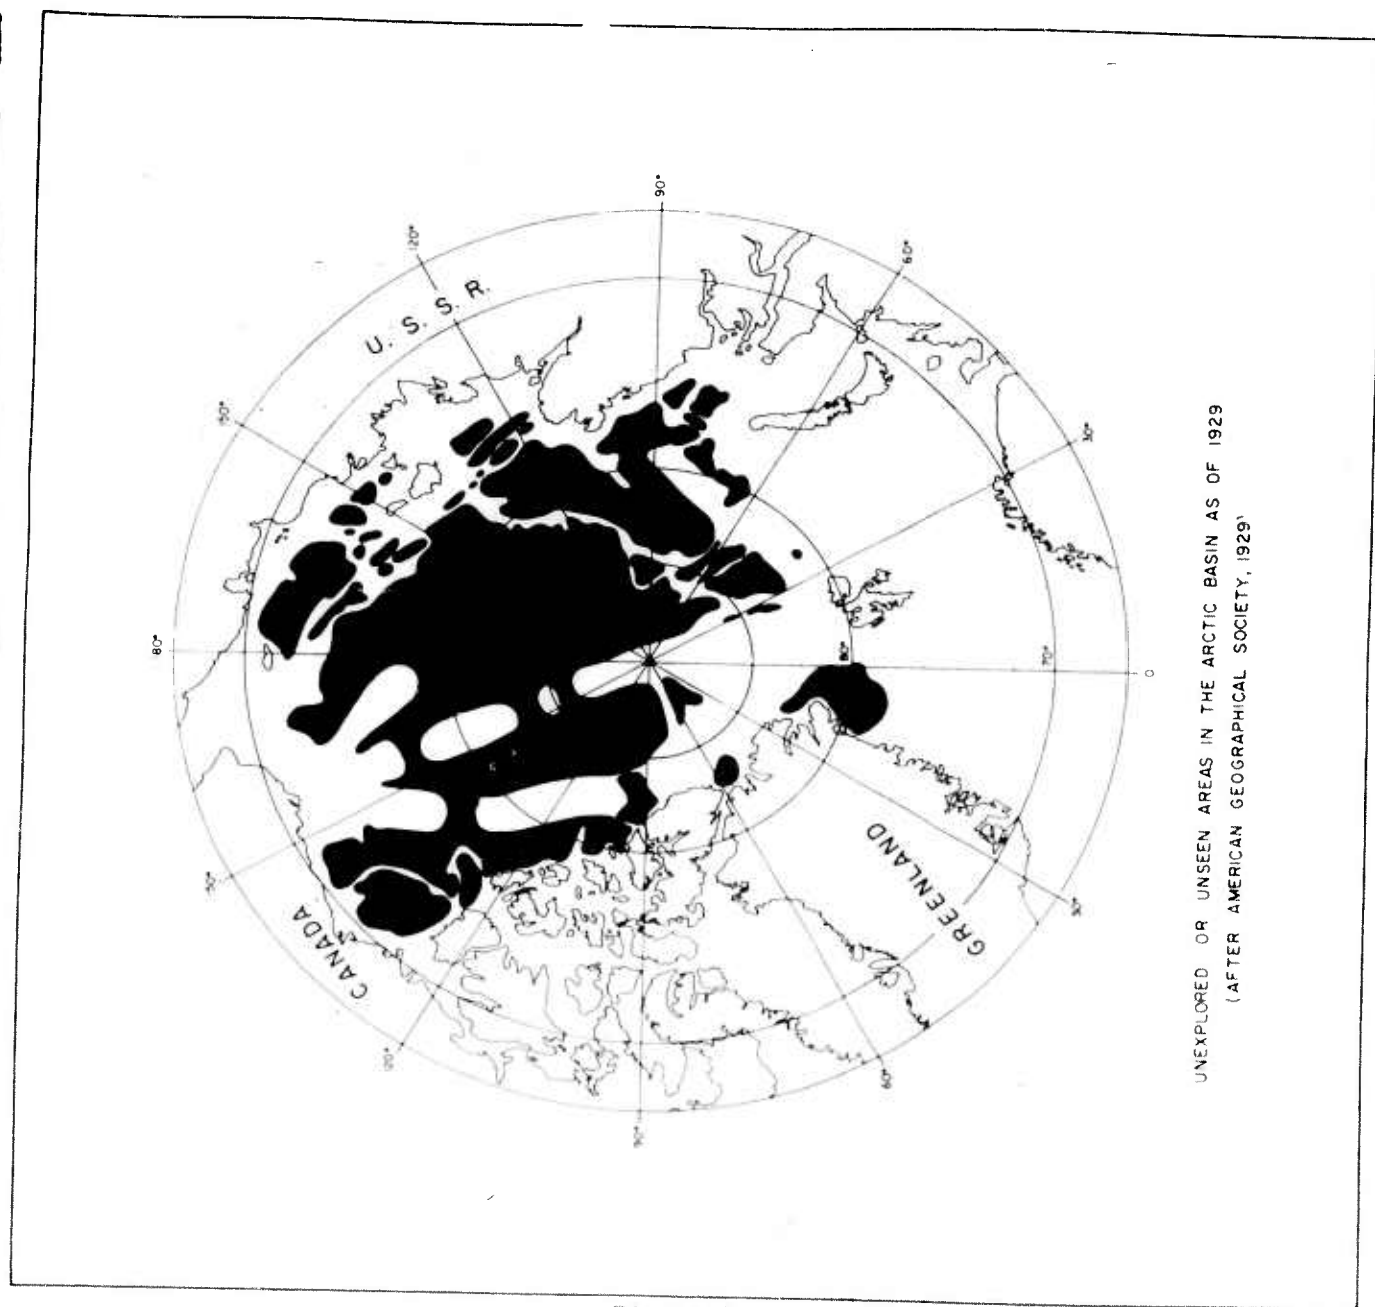 90°
120°
60°
U. S. S. R.
150°
30°
80°
80°
70°
0
150°
CANADA
GREENLAND
30°
120°
60°
90°
UNEXPLORED OR UNSEEN AREAS IN THE ARCTIC BASIN AS OF 1929
(AFTER AMERICAN GEOGRAPHICAL SOCIETY, 1929)